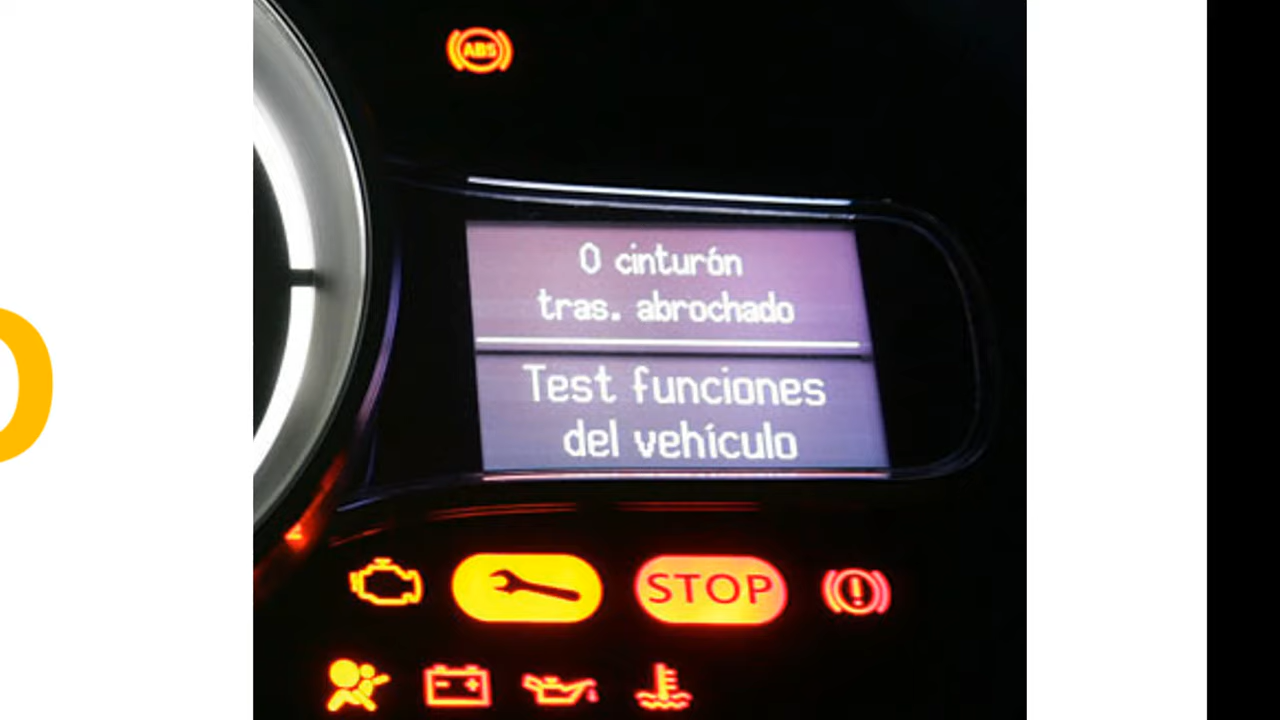 ABS
0 cinturón
tras. abrochado
Test funciones
del vehículo
STOP